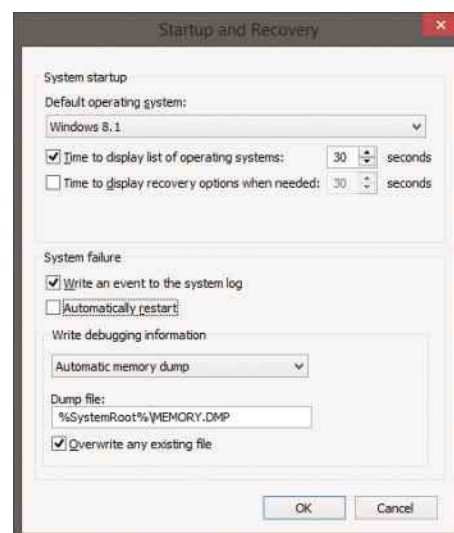 Startup and Recovery
System startup
Default operating system:
Windows 8.1
Time to display list of operating systems: 30 seconds
Time to display recovery options when needed: 30 seconds
System failure
Write an event to the system log
Automatically restart
Write debugging information
Automatic memory dump
Dump file:
%SystemRoot%\MEMORY.DMP
Overwrite any existing file
OK Cancel